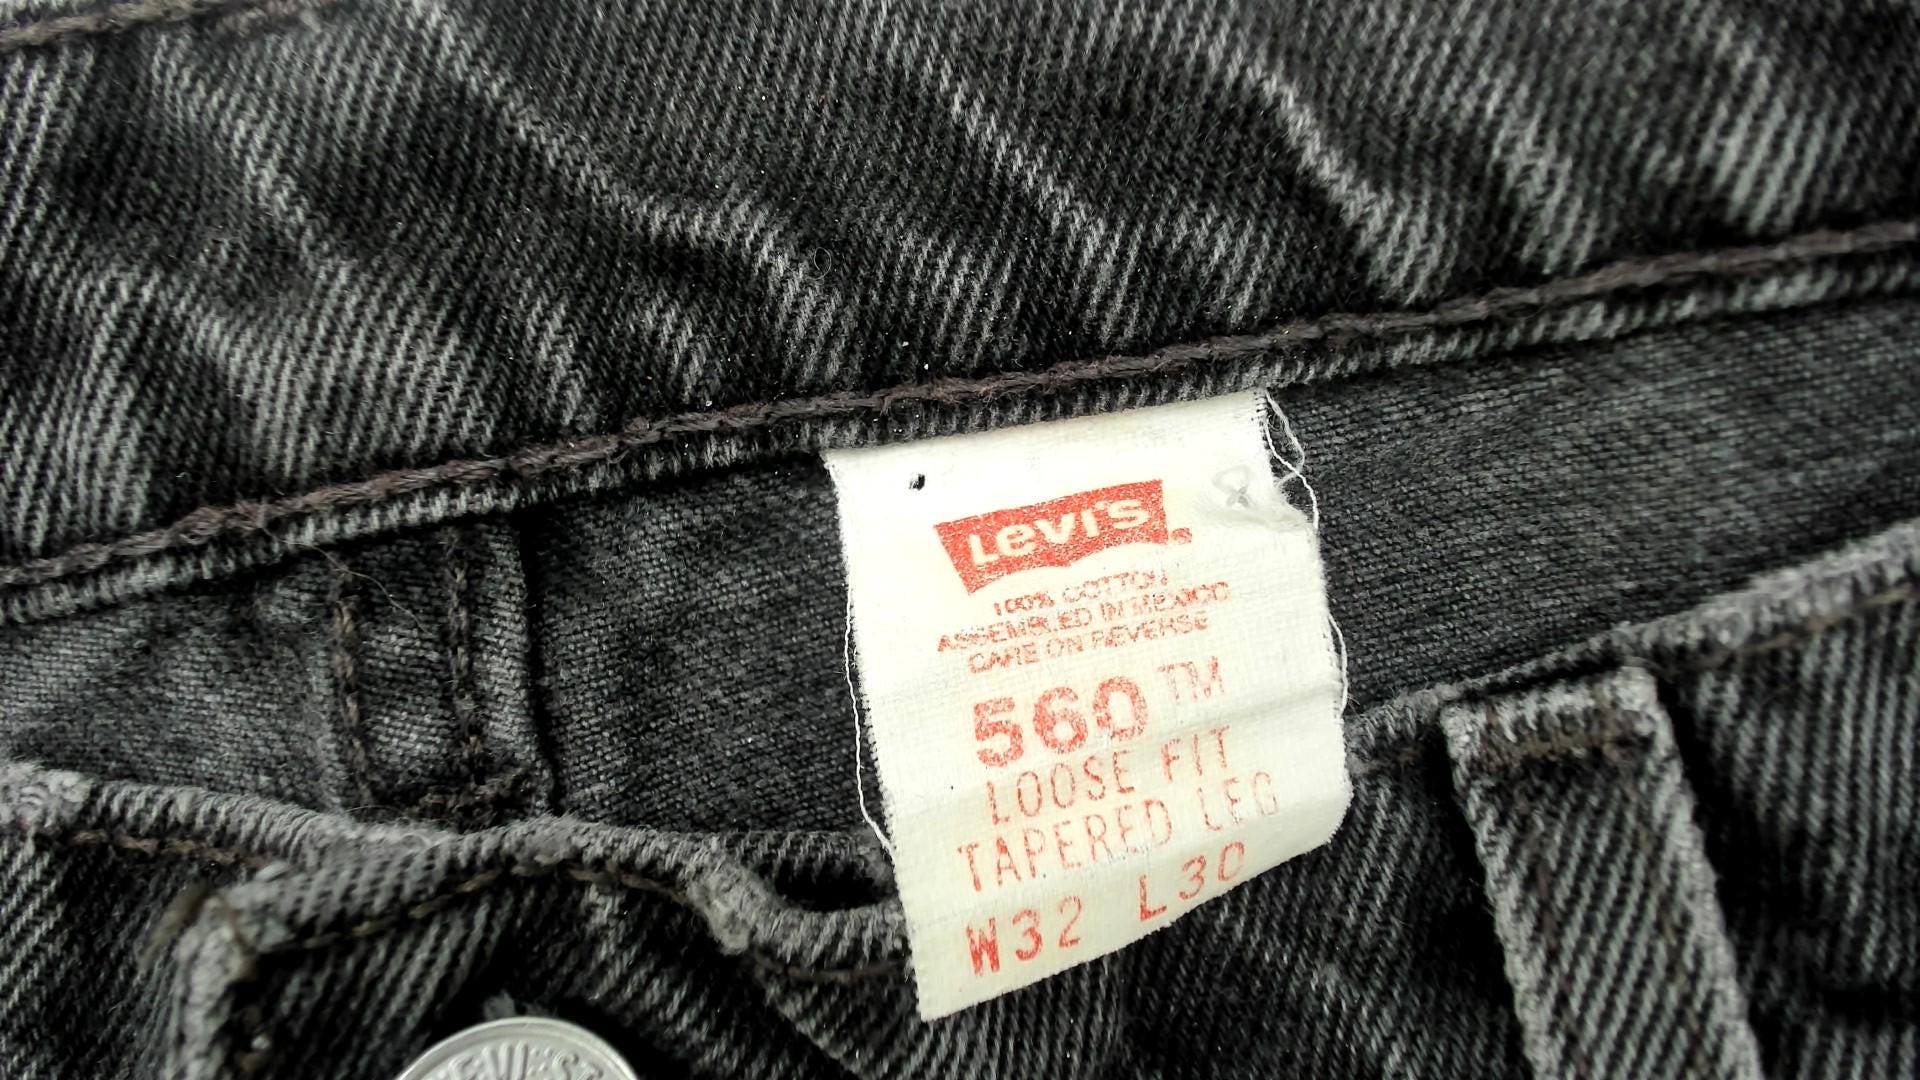 Levi's
100% COTTON
ASSEMBLED IN MEXICO
CARE ON REVERSE
560 TM
LOOSE FIT
TAPERED LEG
W32 L30